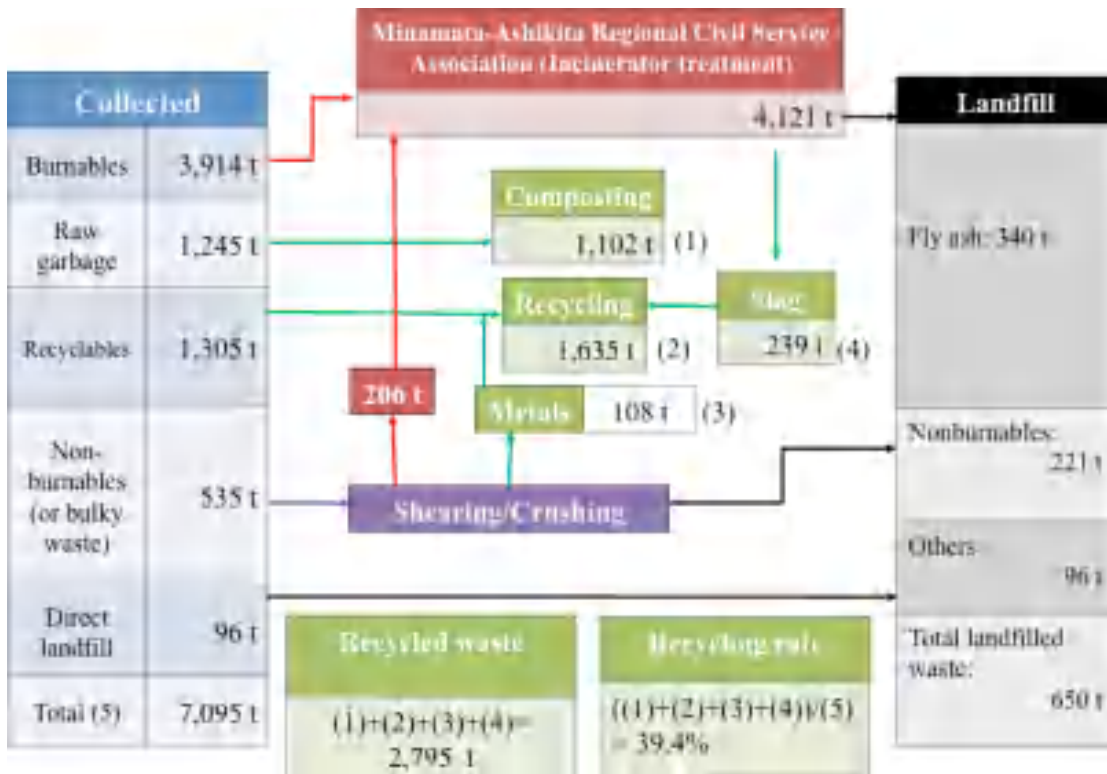 Minamata-Ashikita Regional Civil Service
Association (Incinerator treatment)
4,121 t
Collected
Burnables 3,914 t
Raw
garbage
1,245 t
Recyclables 1,305 t
Non-
burnables
(or bulky
waste)
535 t
Direct
landfill
96 t
Total (5) 7,095 t
Composting
1,102 t (1)
Recycling
1,635 t (2)
Slag
239 t (4)
206 t
Metals 108 t (3)
Shearing/Crushing
Recycled waste
(1)+(2)+(3)+(4)=
2,795 t
Recycling rate
((1)+(2)+(3)+(4))/(5)
= 39.4%
Landfill
Fly ash: 340 t
Nonburnables:
221 t
Others
96 t
Total landfilled
waste:
650 t